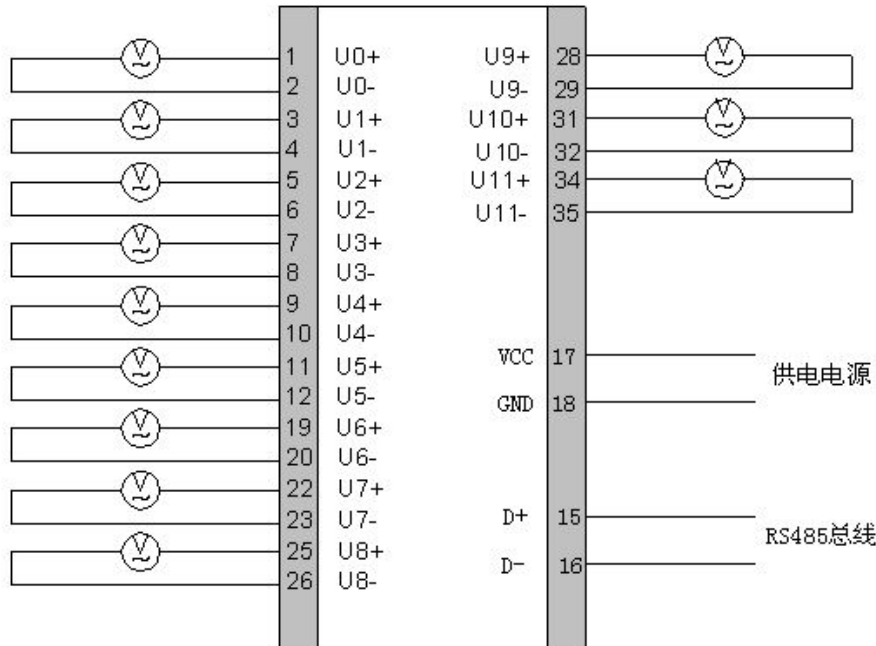 V 1 U0+
2 U0-
V 3 U1+
4 U1-
V 5 U2+
6 U2-
V 7 U3+
8 U3-
V 9 U4+
10 U4-
V 11 U5+
12 U5-
V 19 U6+
20 U6-
V 22 U7+
23 U7-
V 25 U8+
26 U8-
U9+ 28 V
U9- 29
U10+ 31 V
U10- 32
U11+ 34 V
U11- 35
VCC 17
供电电源
GND 18
D+ 15
RS485总线
D- 16